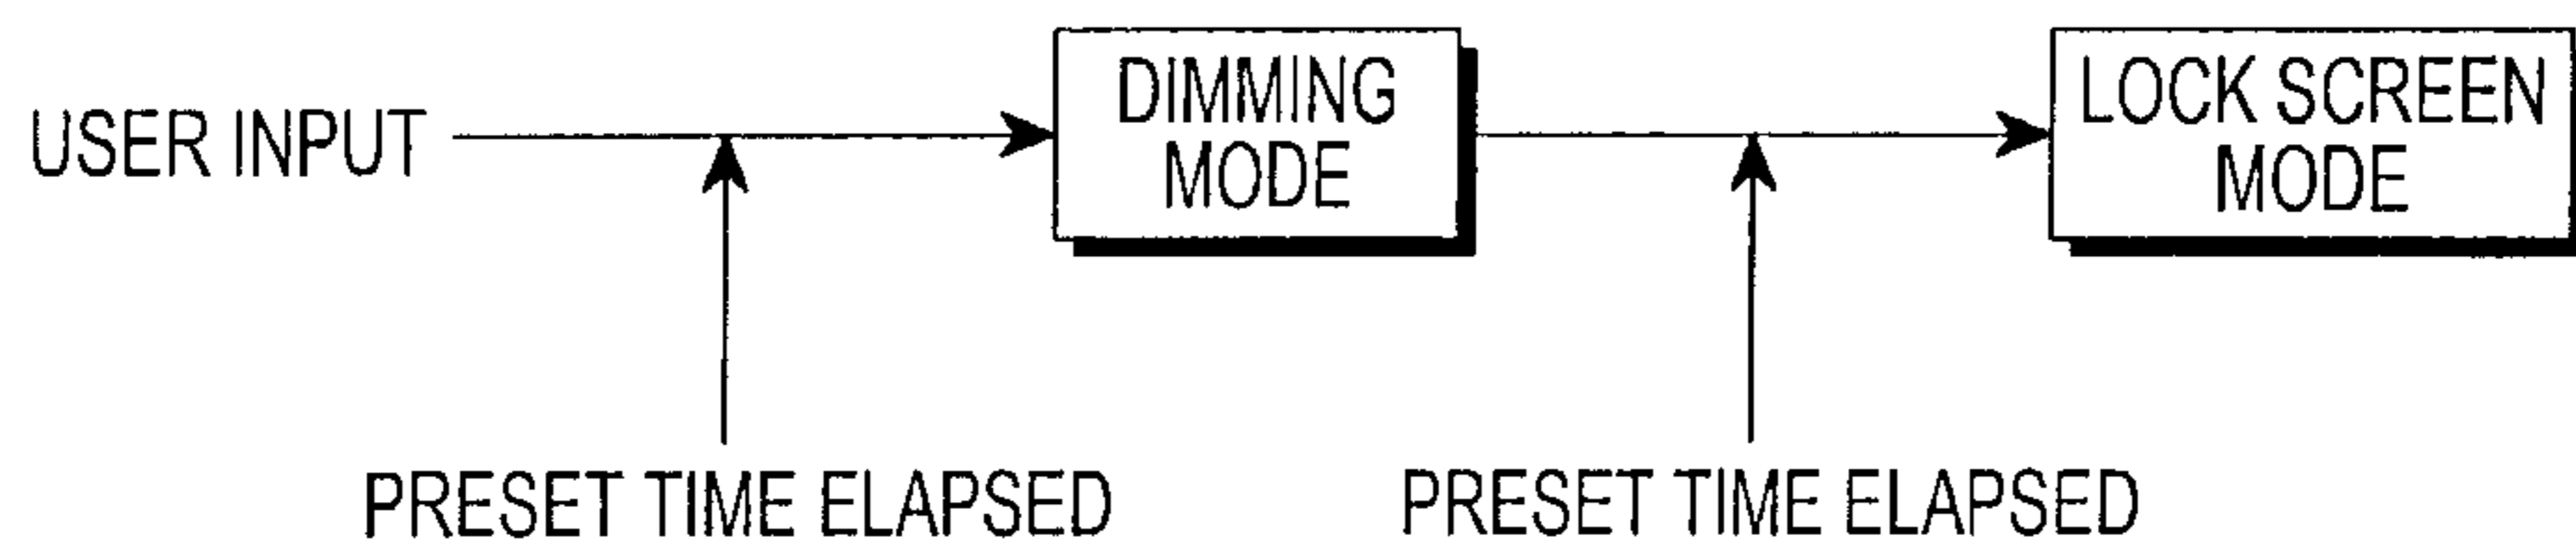 USER INPUT
DIMMING
MODE
LOCK SCREEN
MODE
PRESET TIME ELAPSED
PRESET TIME ELAPSED